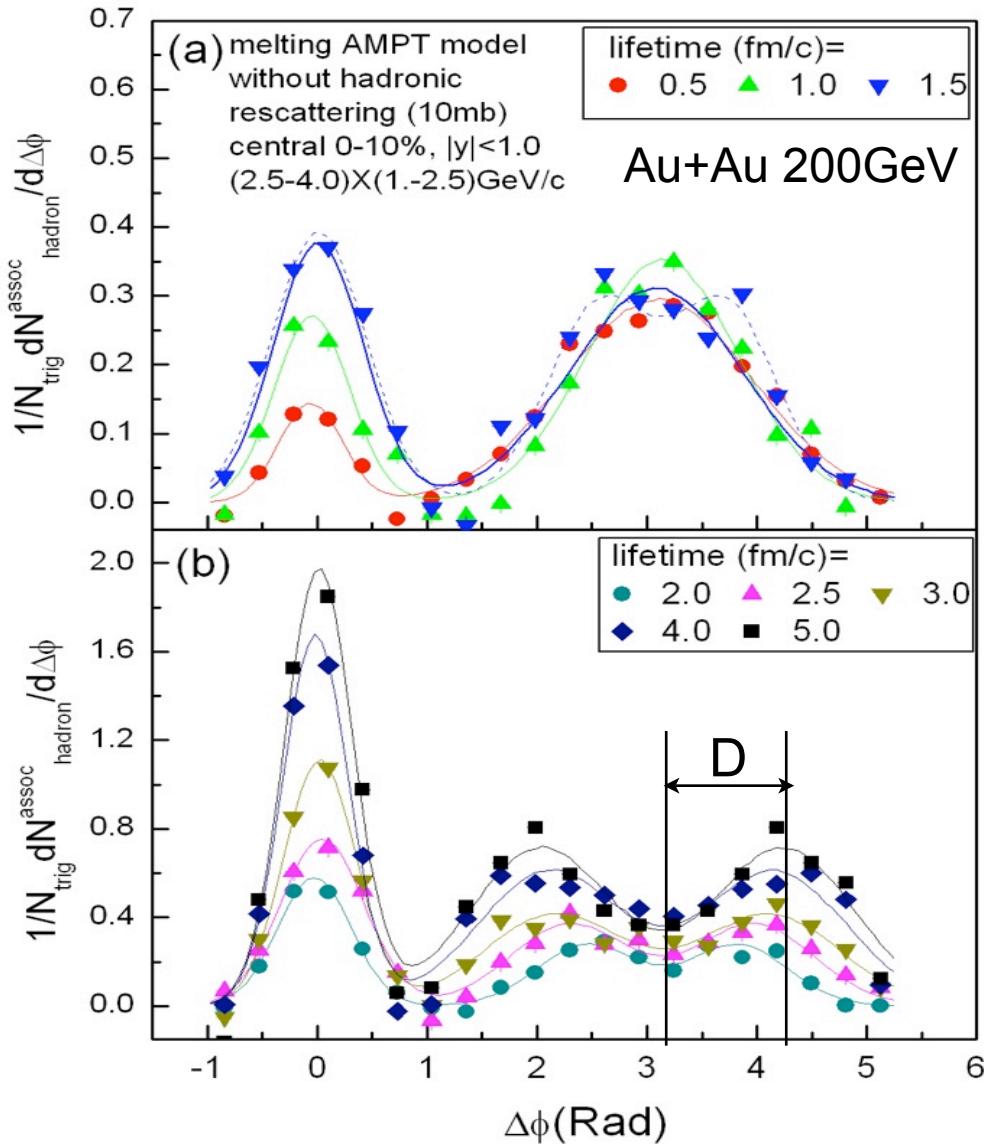 0.7
0.6
0.5
0.4
0.3
0.2
0.1
0.0
(a) melting AMPT model
without hadronic
rescattering (10mb)
central 0-10%, |y|<1.0
(2.5-4.0)X(1.-2.5)GeV/c
lifetime (fm/c)=
0.5 1.0 1.5
Au+Au 200GeV
1/N_trig dN^assoc_hadron/dΔϕ
(b)
lifetime (fm/c)=
2.0 2.5 3.0
4.0 5.0
D
2.0
1.6
1.2
0.8
0.4
0.0
1/N_trig dN^assoc_hadron/dΔϕ
-1 0 1 2 3 4 5 6
Δϕ(Rad)